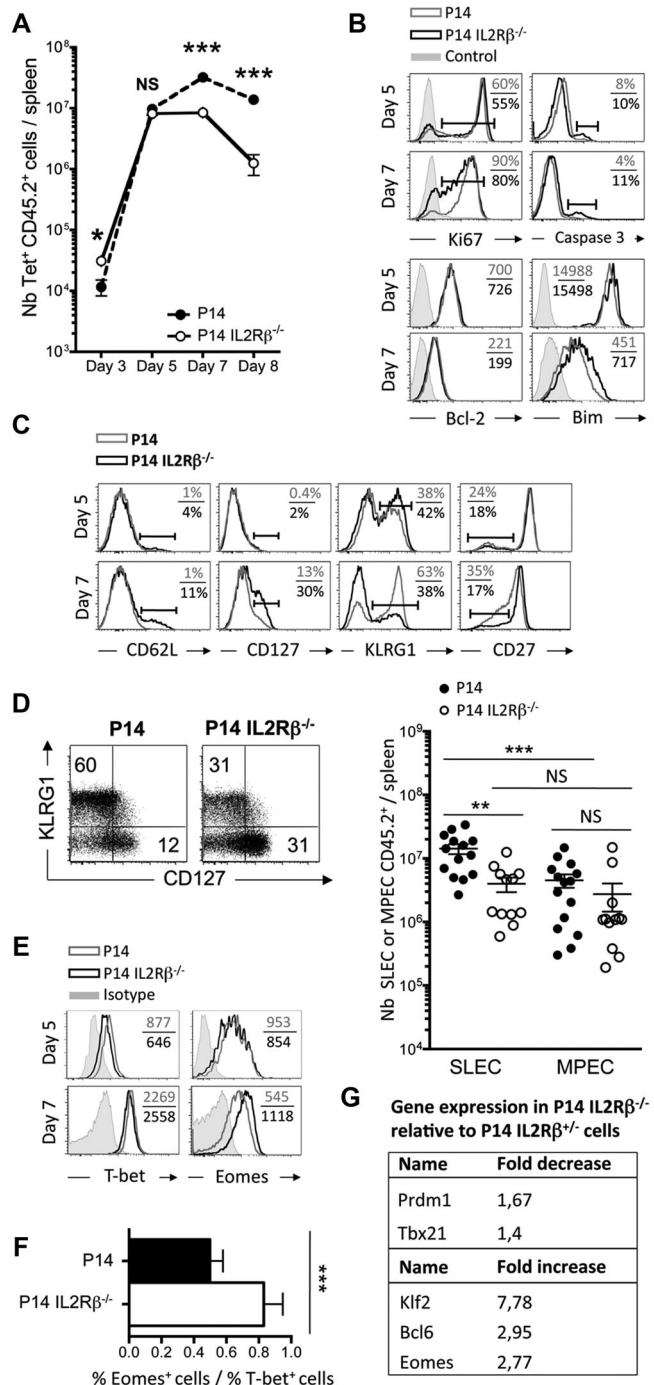 A
Nb Tet+ CD45.2+ cells / spleen
10^8
10^7
10^6
10^5
10^4
10^3
***
NS
***
*
P14
P14 IL2Rβ-/-
Day 3 Day 5 Day 7 Day 8
B
P14
P14 IL2Rβ-/-
Control
Day 5
60%
55%
8%
10%
Day 7
90%
80%
4%
11%
Ki67
Caspase 3
Day 5
700
726
14988
15498
Day 7
221
199
451
717
Bcl-2
Bim
C
P14
P14 IL2Rβ-/-
Day 5
1%
4%
0.4%
2%
38%
42%
24%
18%
Day 7
1%
11%
13%
30%
63%
38%
35%
17%
CD62L
CD127
KLRG1
CD27
D
P14
P14 IL2Rβ-/-
KLRG1
60
12
31
31
CD127
P14
P14 IL2Rβ-/-
Nb SLEC or MPEC CD45.2+ / spleen
10^9
10^8
10^7
10^6
10^5
10^4
***
NS
**
NS
SLEC MPEC
E
P14
P14 IL2Rβ-/-
Isotype
Day 5
877
646
953
854
Day 7
2269
2558
545
1118
T-bet
Eomes
F
P14
P14 IL2Rβ-/-
***
0.0 0.2 0.4 0.6 0.8 1.0
% Eomes+ cells / % T-bet+ cells
G
Gene expression in P14 IL2Rβ-/-
relative to P14 IL2Rβ+/- cells
Name Fold decrease
Prdm1 1,67
Tbx21 1,4
Name Fold increase
Klf2 7,78
Bcl6 2,95
Eomes 2,77